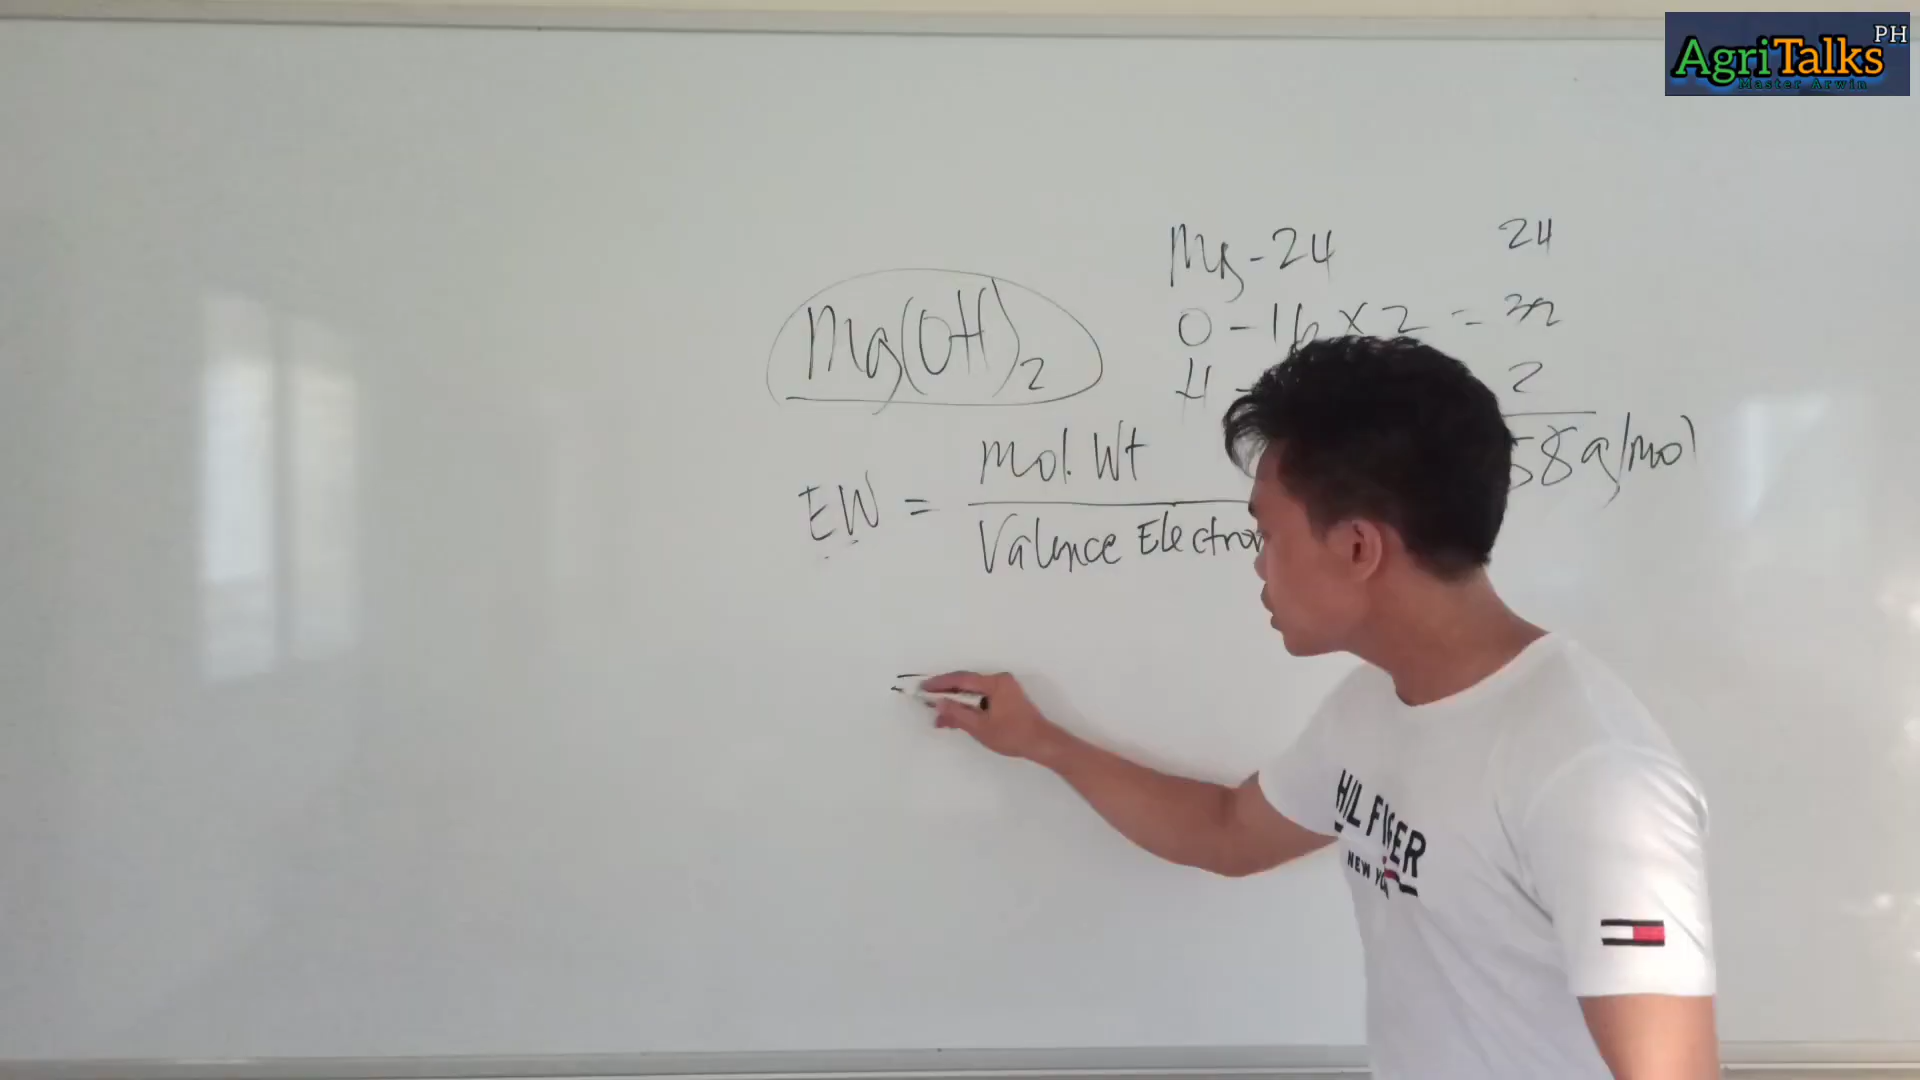 AgriTalks PH
Master Arwin
Mg - 24 24
O - 16 x 2 = 32
H - 2
58 g/mol
Mg(OH)2
EW = Mol. Wt
Valence Electron
HILFIGER
NEW YO